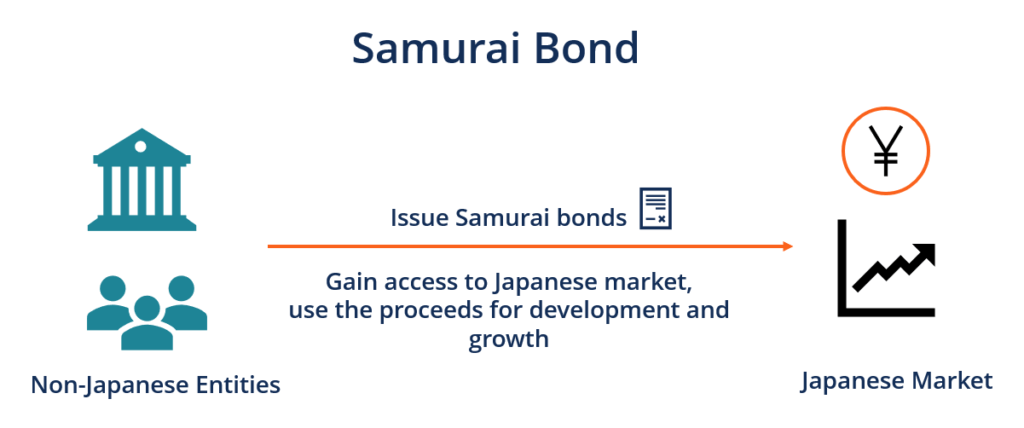 Samurai Bond
¥
Issue Samurai bonds
Gain access to Japanese market,
use the proceeds for development and
growth
Non-Japanese Entities
Japanese Market